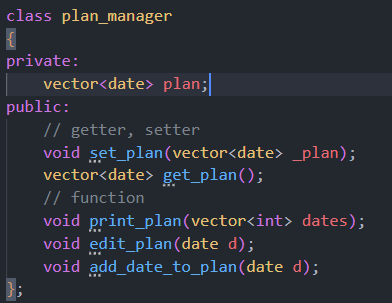 class plan_manager
{
private:
    vector<date> plan;
public:
    // getter, setter
    void set_plan(vector<date> _plan);
    vector<date> get_plan();
    // function
    void print_plan(vector<int> dates);
    void edit_plan(date d);
    void add_date_to_plan(date d);
};